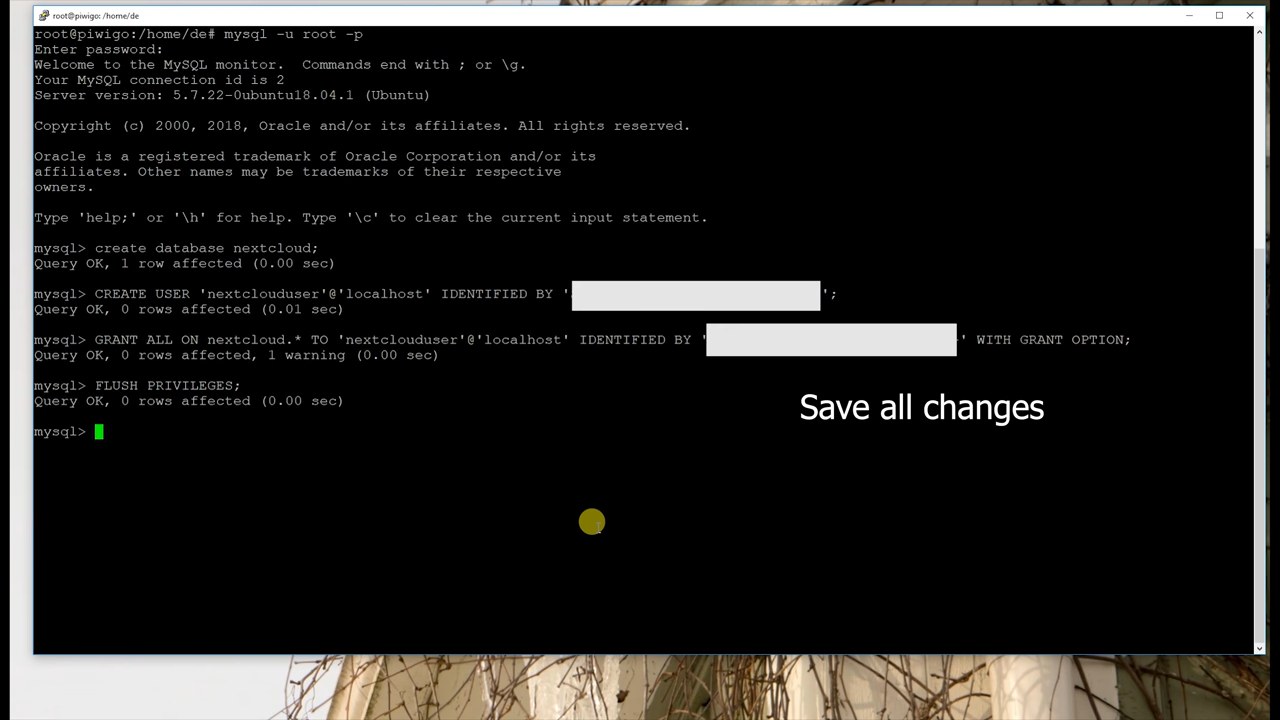 root@piwigo: /home/de
root@piwigo:/home/de# mysql -u root -p
Enter password:
Welcome to the MySQL monitor.  Commands end with ; or \g.
Your MySQL connection id is 2
Server version: 5.7.22-0ubuntu18.04.1 (Ubuntu)
Copyright (c) 2000, 2018, Oracle and/or its affiliates. All rights reserved.
Oracle is a registered trademark of Oracle Corporation and/or its
affiliates. Other names may be trademarks of their respective
owners.
Type 'help;' or '\h' for help. Type '\c' to clear the current input statement.
mysql> create database nextcloud;
Query OK, 1 row affected (0.00 sec)
mysql> CREATE USER 'nextclouduser'@'localhost' IDENTIFIED BY ' ';
Query OK, 0 rows affected (0.01 sec)
mysql> GRANT ALL ON nextcloud.* TO 'nextclouduser'@'localhost' IDENTIFIED BY ' ' WITH GRANT OPTION;
Query OK, 0 rows affected, 1 warning (0.00 sec)
mysql> FLUSH PRIVILEGES;
Query OK, 0 rows affected (0.00 sec)
Save all changes
mysql>